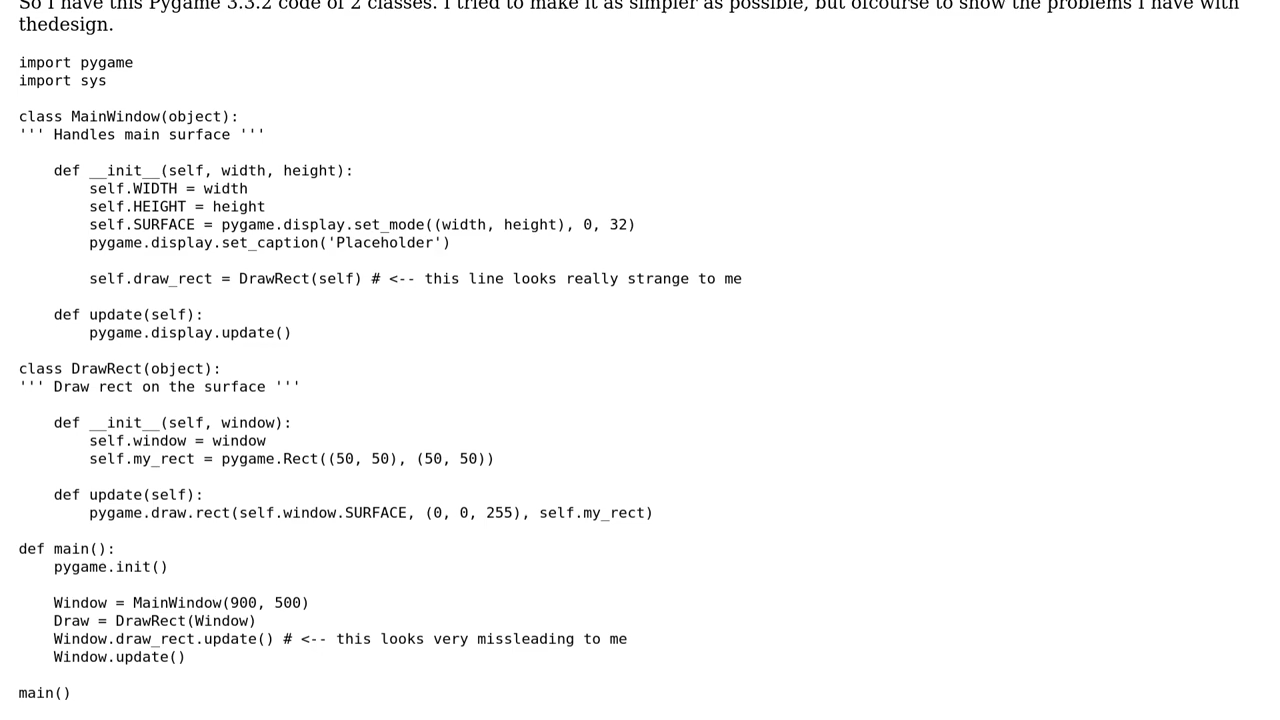 So I have this Pygame 3.3.2 code of 2 classes. I tried to make it as simpler as possible, but ofcourse to show the problems I have with
thedesign.
import pygame
import sys
class MainWindow(object):
''' Handles main surface '''
    def __init__(self, width, height):
        self.WIDTH = width
        self.HEIGHT = height
        self.SURFACE = pygame.display.set_mode((width, height), 0, 32)
        pygame.display.set_caption('Placeholder')
        self.draw_rect = DrawRect(self) # <-- this line looks really strange to me
    def update(self):
        pygame.display.update()
class DrawRect(object):
''' Draw rect on the surface '''
    def __init__(self, window):
        self.window = window
        self.my_rect = pygame.Rect((50, 50), (50, 50))
    def update(self):
        pygame.draw.rect(self.window.SURFACE, (0, 0, 255), self.my_rect)
def main():
    pygame.init()
    Window = MainWindow(900, 500)
    Draw = DrawRect(Window)
    Window.draw_rect.update() # <-- this looks very missleading to me
    Window.update()
main()